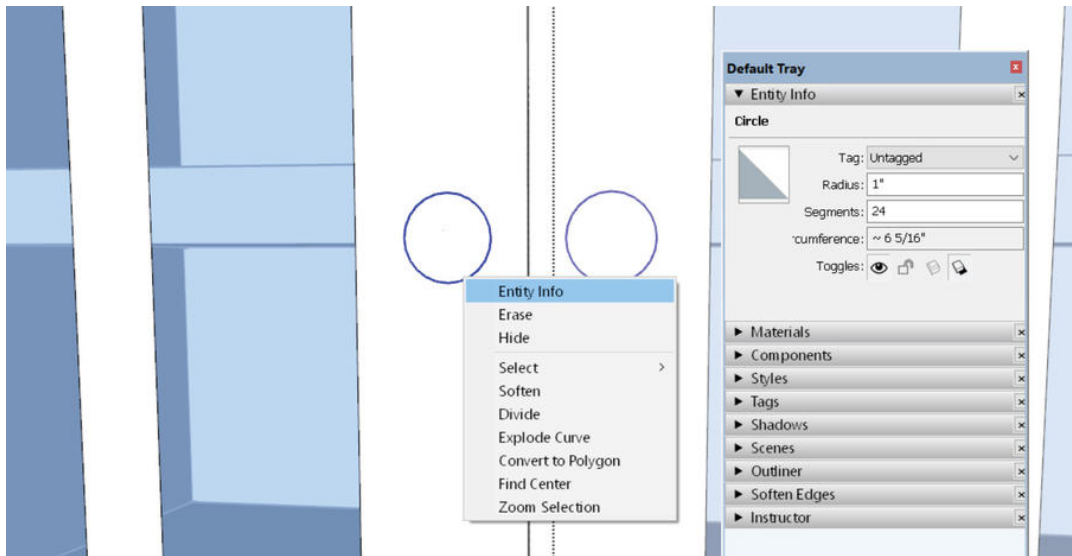 Default Tray
Entity Info
Circle
Tag: Untagged
Radius: 1"
Segments: 24
cumference: ~ 6 5/16"
Toggles:
Entity Info
Erase
Hide
Select
Soften
Divide
Explode Curve
Convert to Polygon
Find Center
Zoom Selection
Materials
Components
Styles
Tags
Shadows
Scenes
Outliner
Soften Edges
Instructor